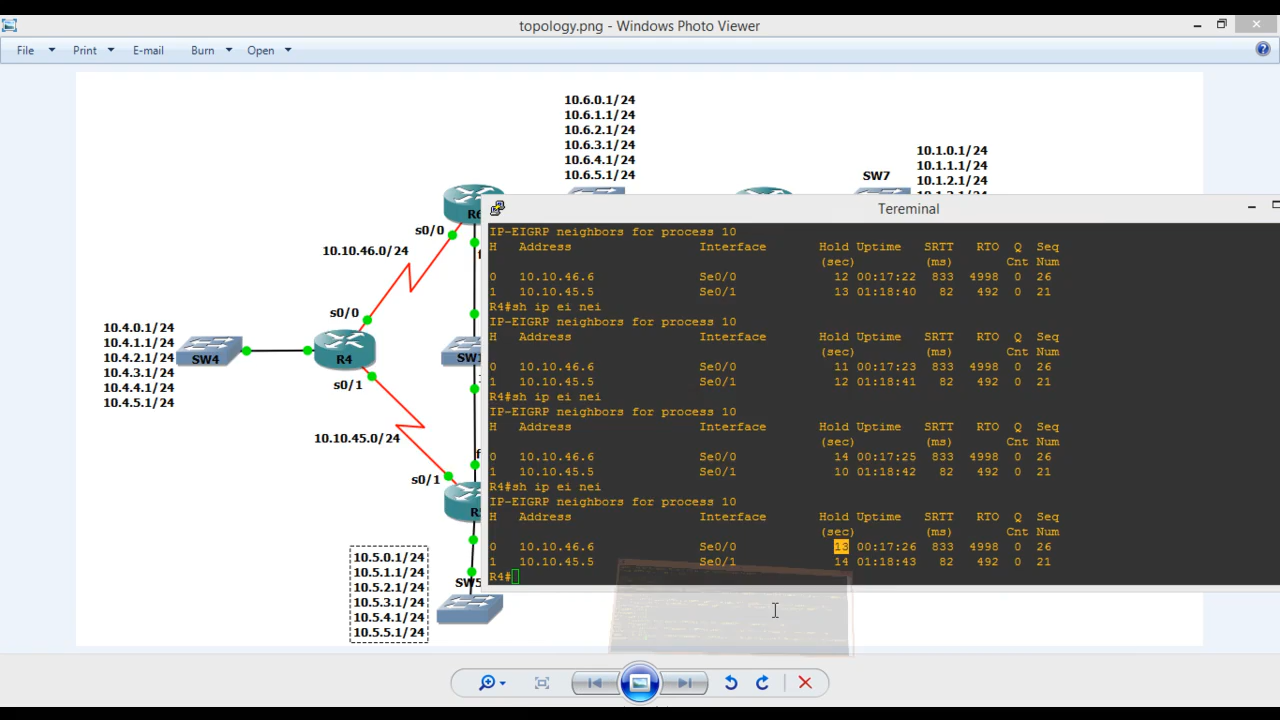 topology.png - Windows Photo Viewer
File Print E-mail Burn Open
10.6.0.1/24
10.6.1.1/24
10.6.2.1/24
10.6.3.1/24
10.6.4.1/24
10.6.5.1/24
10.1.0.1/24
10.1.1.1/24
10.1.2.1/24
SW7
s0/0
10.10.46.0/24
s0/0
10.4.0.1/24
10.4.1.1/24
10.4.2.1/24
10.4.3.1/24
10.4.4.1/24
10.4.5.1/24
SW4
R4
s0/1
10.10.45.0/24
s0/1
10.5.0.1/24
10.5.1.1/24
10.5.2.1/24
10.5.3.1/24
10.5.4.1/24
10.5.5.1/24
SW5
Tereminal
IP-EIGRP neighbors for process 10
H Address Interface Hold Uptime SRTT RTO Q Seq
(sec) (ms) Cnt Num
0 10.10.46.6 Se0/0 12 00:17:22 833 4998 0 26
1 10.10.45.5 Se0/1 13 01:18:40 82 492 0 21
R4#sh ip ei nei
IP-EIGRP neighbors for process 10
H Address Interface Hold Uptime SRTT RTO Q Seq
(sec) (ms) Cnt Num
0 10.10.46.6 Se0/0 11 00:17:23 833 4998 0 26
1 10.10.45.5 Se0/1 12 01:18:41 82 492 0 21
R4#sh ip ei nei
IP-EIGRP neighbors for process 10
H Address Interface Hold Uptime SRTT RTO Q Seq
(sec) (ms) Cnt Num
0 10.10.46.6 Se0/0 14 00:17:25 833 4998 0 26
1 10.10.45.5 Se0/1 10 01:18:42 82 492 0 21
R4#sh ip ei nei
IP-EIGRP neighbors for process 10
H Address Interface Hold Uptime SRTT RTO Q Seq
(sec) (ms) Cnt Num
0 10.10.46.6 Se0/0 13 00:17:26 833 4998 0 26
1 10.10.45.5 Se0/1 14 01:18:43 82 492 0 21
R4#